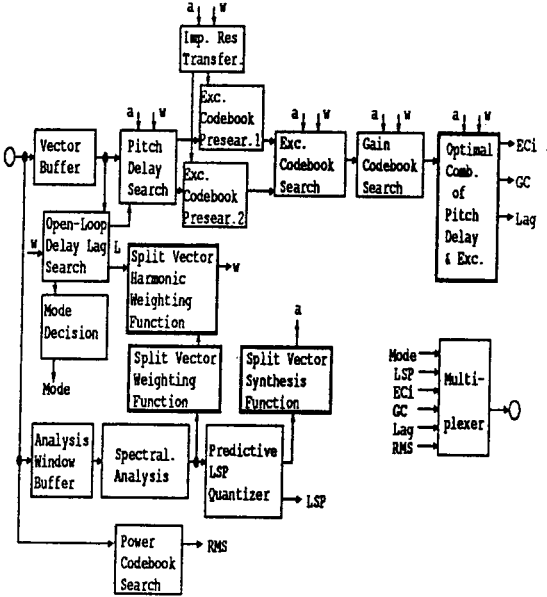 a w
Imp. Res
Transfer.
Exc.
Codebook
Presear.1
a w
Vector
Buffer
Pitch
Delay
Search
Exc.
Codebook
Presear.2
a w
Exc.
Codebook
Search
a w
Gain
Codebook
Search
a w
Optimal
Comb.
of
Pitch
Delay
& Exc.
ECi
GC
Lag
w
Open-Loop
Delay Lag
Search
L
Split Vector
Harmonic
Weighting
Function
w
Mode
Decision
Mode
Split Vector
Weighting
Function
a
Split Vector
Synthesis
Function
Mode
LSP
ECi
GC
Lag
RMS
Multi-
plexer
Analysis
Window
Buffer
Spectral.
Analysis
Predictive
LSP
Quantizer
LSP
Power
Codebook
Search
RMS